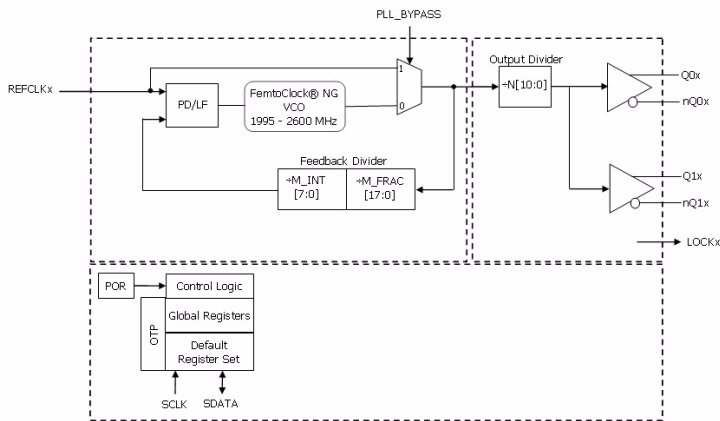 PLL_BYPASS
REFCLKx
PD/LF
FemtoClock® NG
VCO
1995 - 2600 MHz
1
0
Output Divider
÷N[10:0]
Q0x
nQ0x
Feedback Divider
÷M_INT
[7:0]
÷M_FRAC
[17:0]
Q1x
nQ1x
LOCKx
POR
Control Logic
OTP
Global Registers
Default
Register Set
SCLK
SDATA